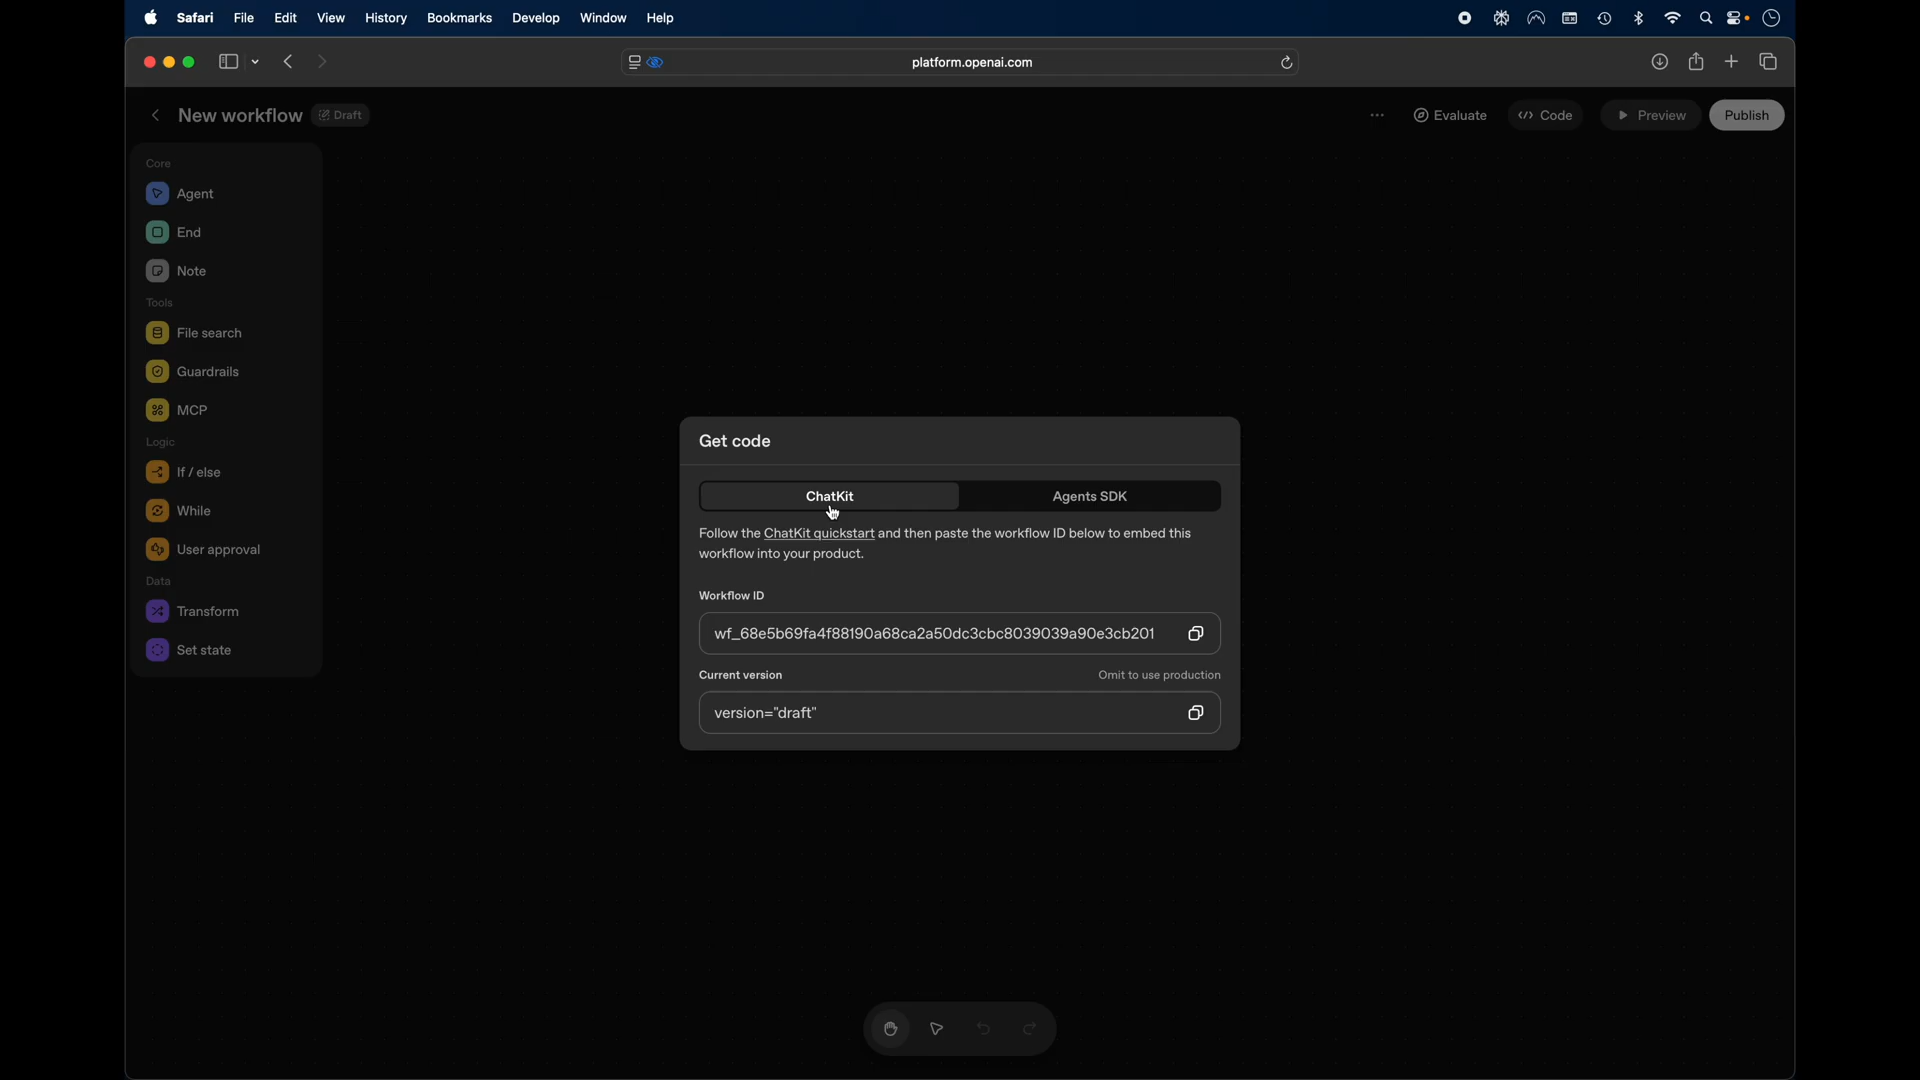 Safari File Edit View History Bookmarks Develop Window Help
platform.openai.com
New workflow Draft
Evaluate Code Preview Publish
Core
Agent
End
Note
Tools
File search
Guardrails
MCP
Logic
If / else
While
User approval
Data
Transform
Set state
Get code
ChatKit Agents SDK
Follow the ChatKit quickstart and then paste the workflow ID below to embed this
workflow into your product.
Workflow ID
wf_68e5b69fa4f88190a68ca2a50dc3cbc8039039a90e3cb201
Current version Omit to use production
version="draft"